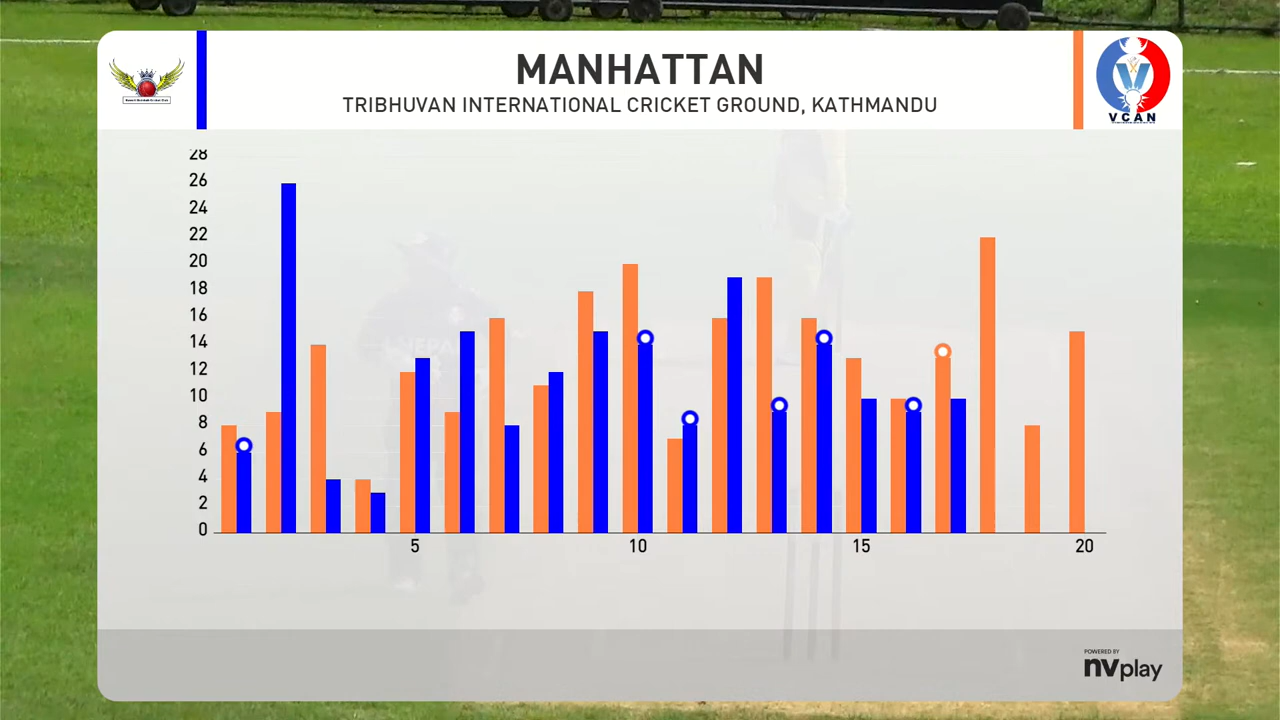 MANHATTAN
TRIBHUVAN INTERNATIONAL CRICKET GROUND, KATHMANDU
VCAN
28
26
24
22
20
18
16
14
12
10
8
6
4
2
0
5 10 15 20
POWERED BY
nvplay